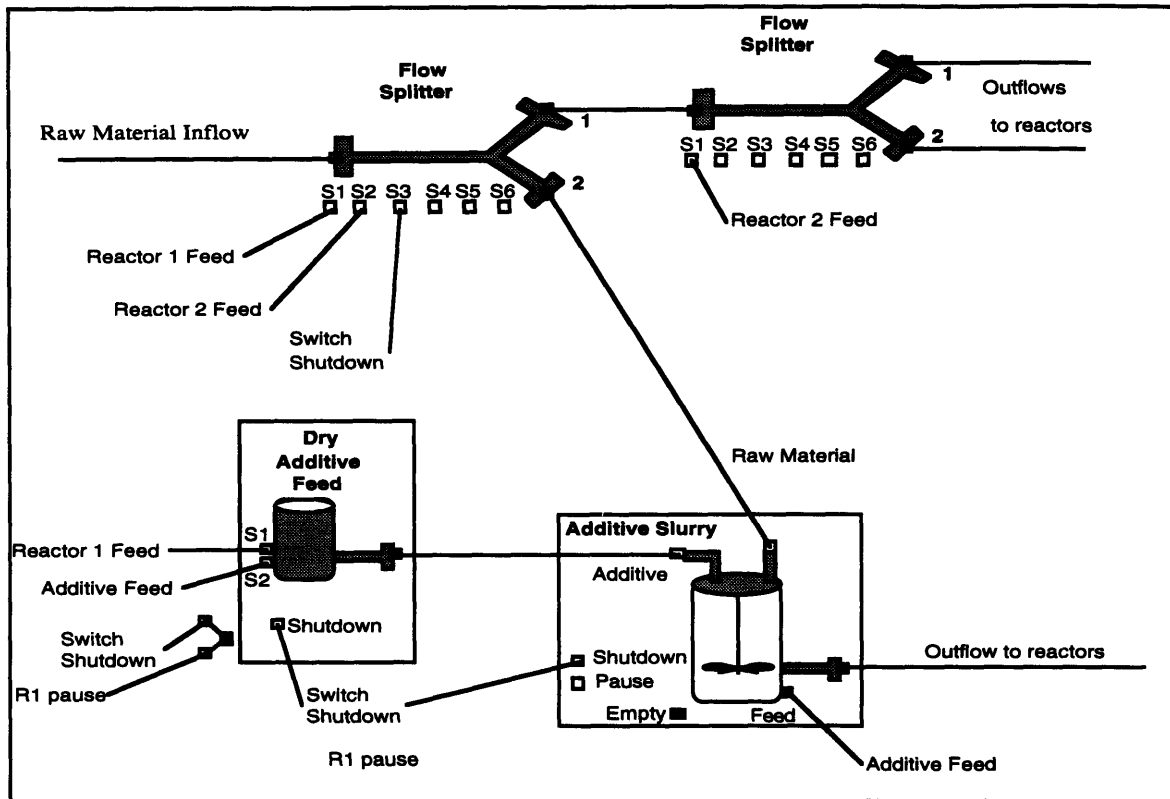 Flow
Splitter
Flow
Splitter
1
Outflows
to reactors
2
1
Raw Material Inflow
S1 S2 S3 S4 S5 S6
2
S1 S2 S3 S4 S5 S6
Reactor 2 Feed
Reactor 1 Feed
Reactor 2 Feed
Switch
Shutdown
Raw Material
Dry
Additive
Feed
S1
Reactor 1 Feed
Additive Feed
S2
Additive Slurry
Additive
Switch
Shutdown
Shutdown
R1 pause
Switch
Shutdown
Shutdown
Pause
Empty
Feed
Outflow to reactors
R1 pause
Additive Feed